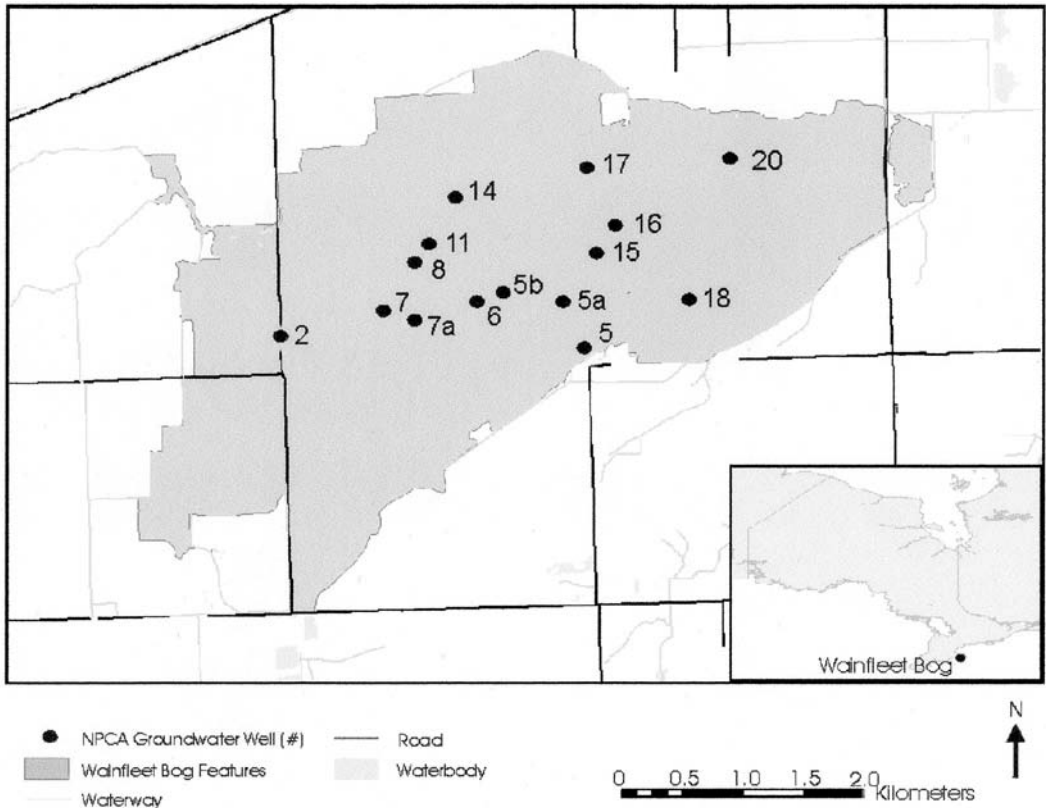 17
20
14
16
11
15
8
5b
5a
18
7
6
7a
2
5
Wainfleet Bog
N
NPCA Groundwater Well (#)
Road
Wainfleet Bog Features
Waterbody
Waterway
0 0.5 1.0 1.5 2.0
Kilometers